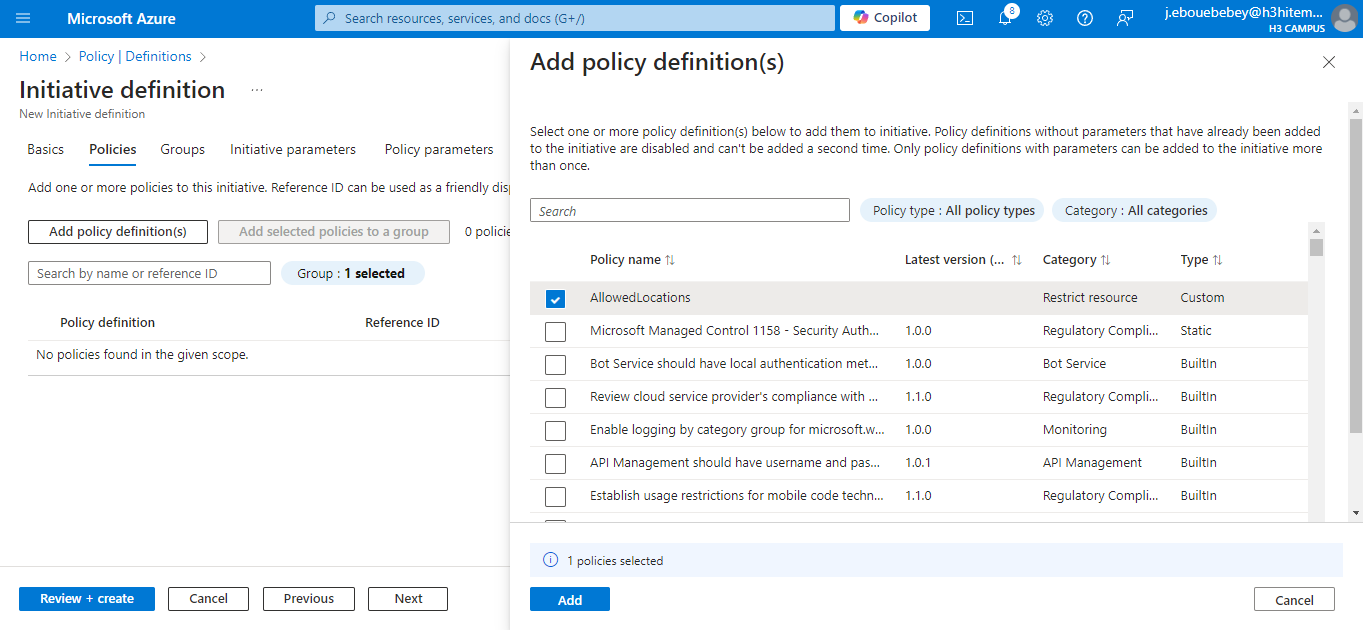 Microsoft Azure
Search resources, services, and docs (G+/)
Copilot
8
j.ebouebebey@h3hitem...
H3 CAMPUS
Home > Policy | Definitions >
Initiative definition ...
New Initiative definition
Basics Policies Groups Initiative parameters Policy parameters
Add one or more policies to this initiative. Reference ID can be used as a friendly dis
Add policy definition(s) Add selected policies to a group 0 policie
Search by name or reference ID Group : 1 selected
Policy definition Reference ID
No policies found in the given scope.
Review + create Cancel Previous Next
Add policy definition(s)
Select one or more policy definition(s) below to add them to initiative. Policy definitions without parameters that have already been added
to the initiative are disabled and can't be added a second time. Only policy definitions with parameters can be added to the initiative more
than once.
Search Policy type : All policy types Category : All categories
Policy name Latest version (... Category Type
AllowedLocations Restrict resource Custom
Microsoft Managed Control 1158 - Security Auth... 1.0.0 Regulatory Compli... Static
Bot Service should have local authentication met... 1.0.0 Bot Service BuiltIn
Review cloud service provider's compliance with ... 1.1.0 Regulatory Compli... BuiltIn
Enable logging by category group for microsoft.w... 1.0.0 Monitoring BuiltIn
API Management should have username and pas... 1.0.1 API Management BuiltIn
Establish usage restrictions for mobile code techn... 1.1.0 Regulatory Compli... BuiltIn
1 policies selected
Add Cancel